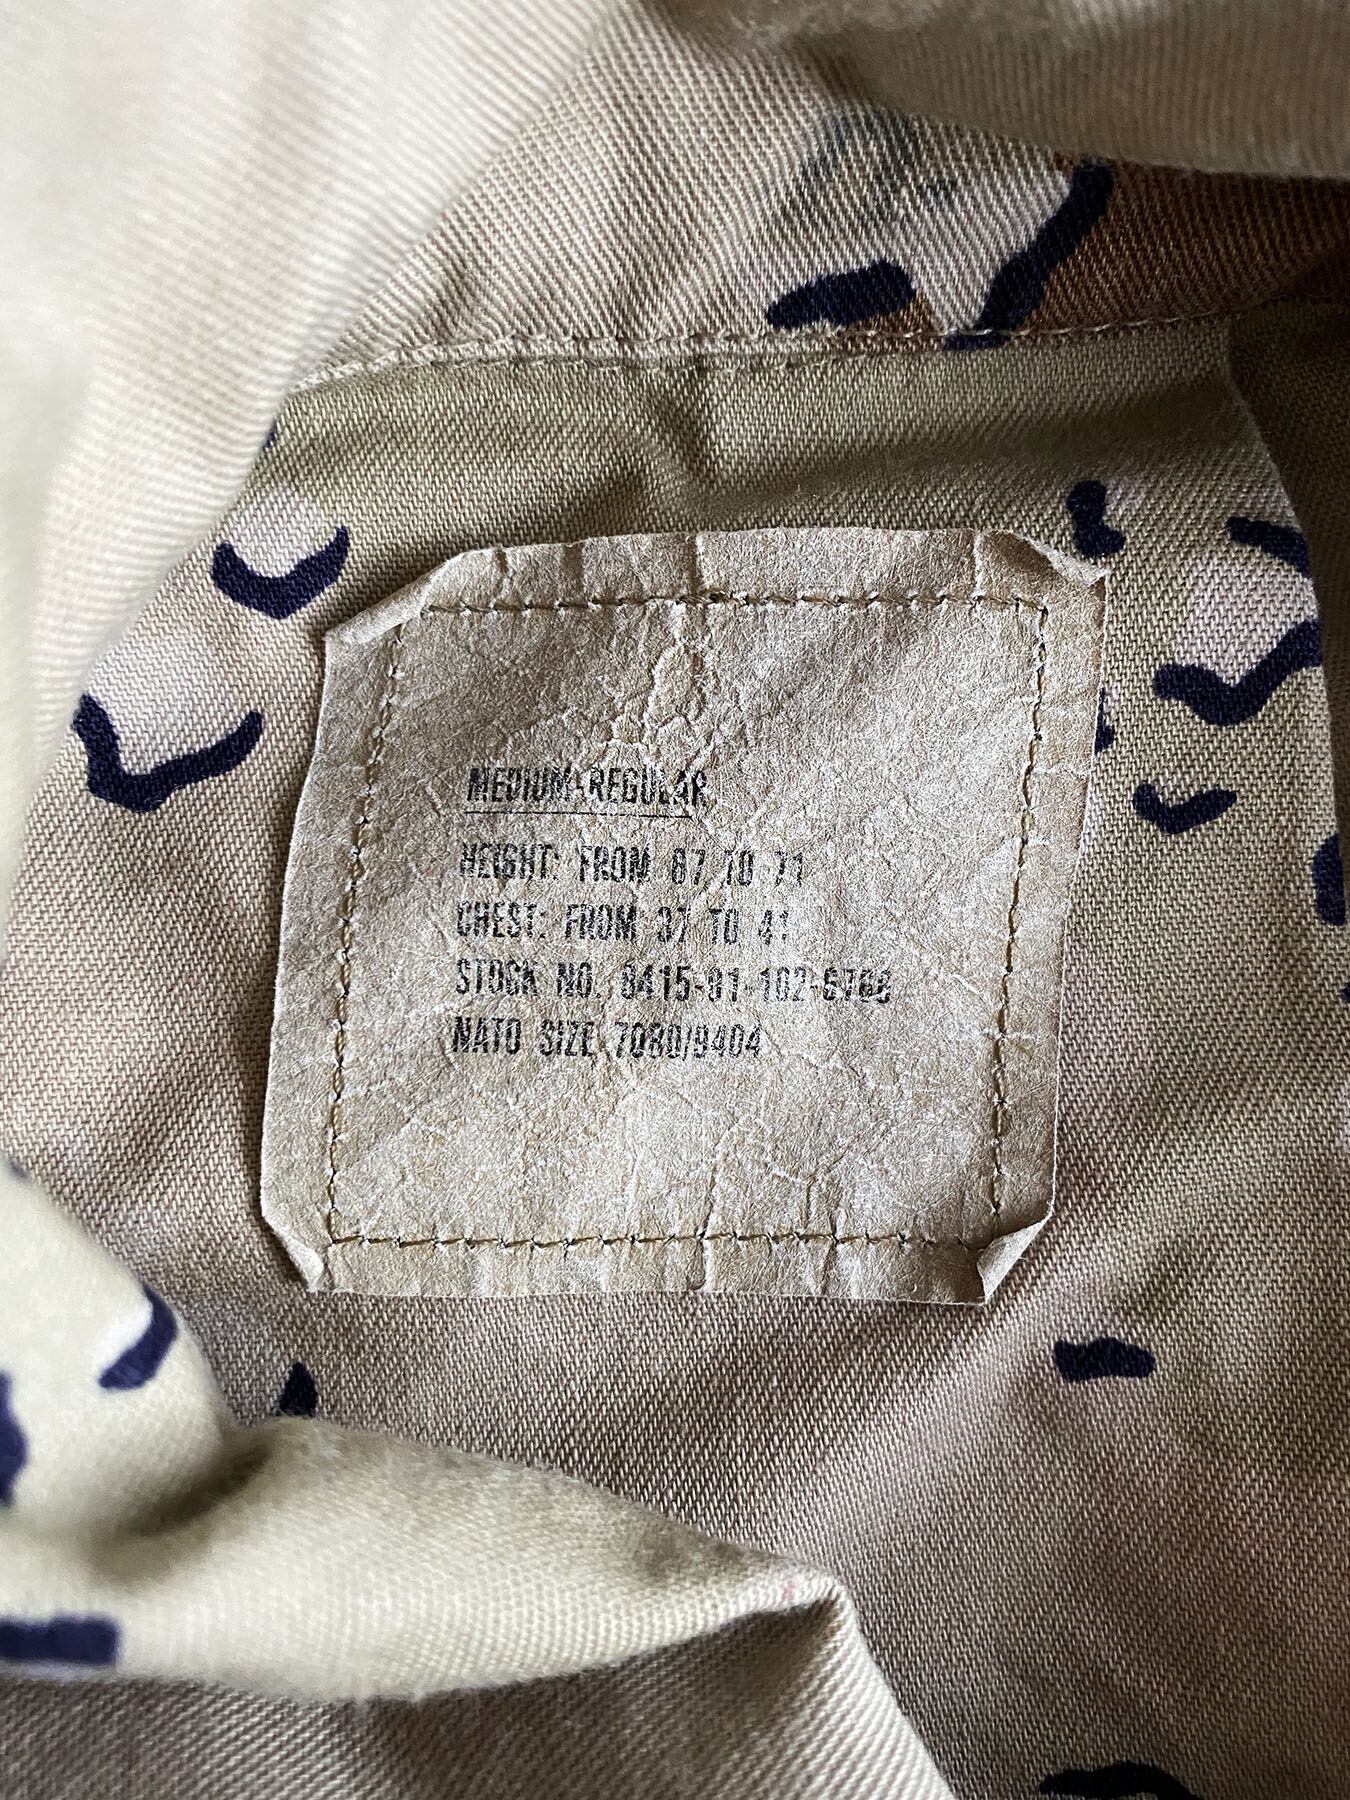 MEDIUM-REGULAR
HEIGHT: FROM 67 TO 71
CHEST: FROM 37 TO 41
STOCK NO. 8415-01-102-6766
NATO SIZE 7080/9404